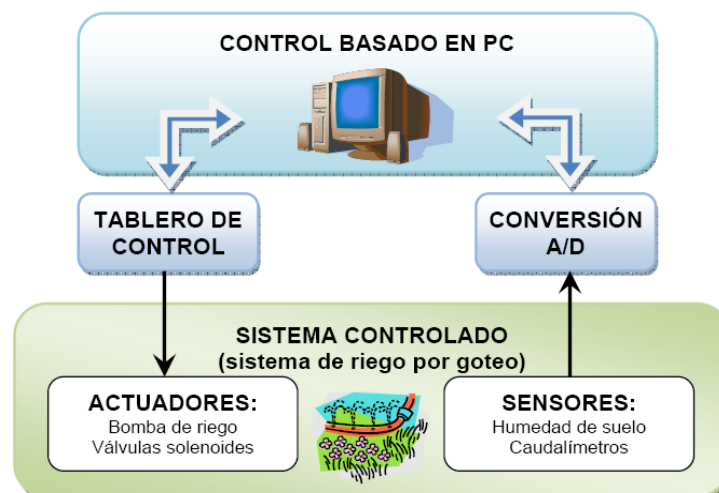 CONTROL BASADO EN PC
TABLERO DE
CONTROL
CONVERSIÓN
A/D
SISTEMA CONTROLADO
(sistema de riego por goteo)
ACTUADORES:
Bomba de riego
Válvulas solenoides
SENSORES:
Humedad de suelo
Caudalímetros